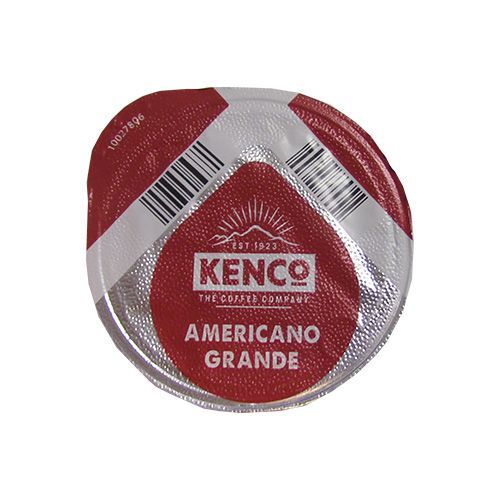 10027896
EST 1923
KENCO
THE COFFEE COMPANY
AMERICANO
GRANDE